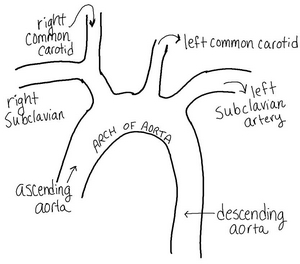 right
Common
Carotid
left common carotid
right
Subclavian
left
Subclavian
artery
ARCH OF AORTA
ascending
aorta
descending
aorta